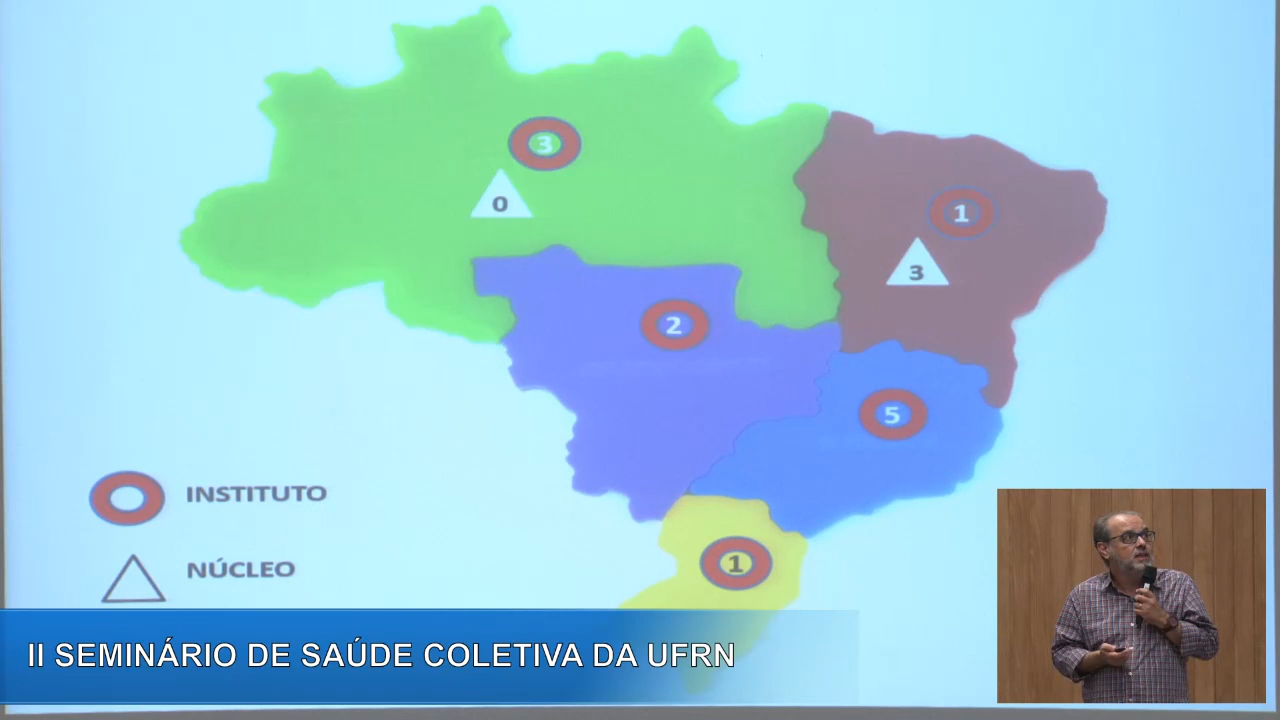 3
0
1
3
2
5
INSTITUTO
1
NÚCLEO
II SEMINÁRIO DE SAÚDE COLETIVA DA UFRN